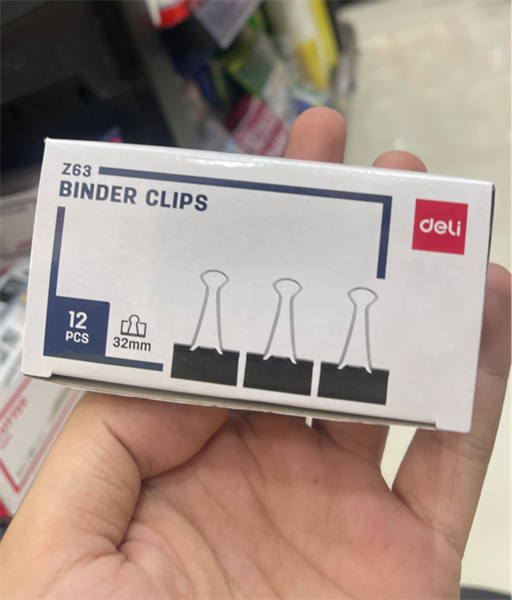 Z63
BINDER CLIPS
deli
12
PCS
32mm